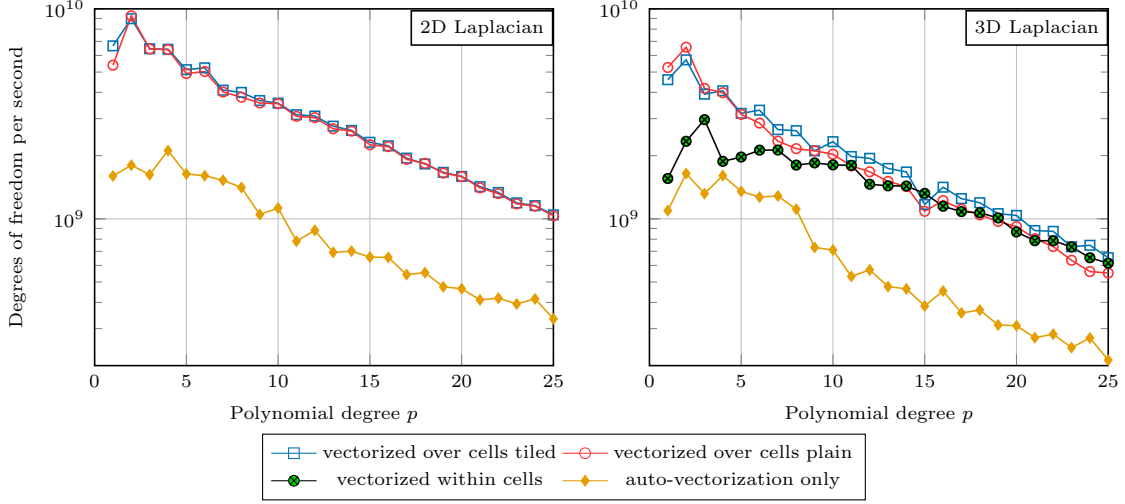 10^10
2D Laplacian
10^9
Degrees of freedom per second
0 5 10 15 20 25
Polynomial degree p
10^10
3D Laplacian
10^9
0 5 10 15 20 25
Polynomial degree p
vectorized over cells tiled
vectorized over cells plain
vectorized within cells
auto-vectorization only